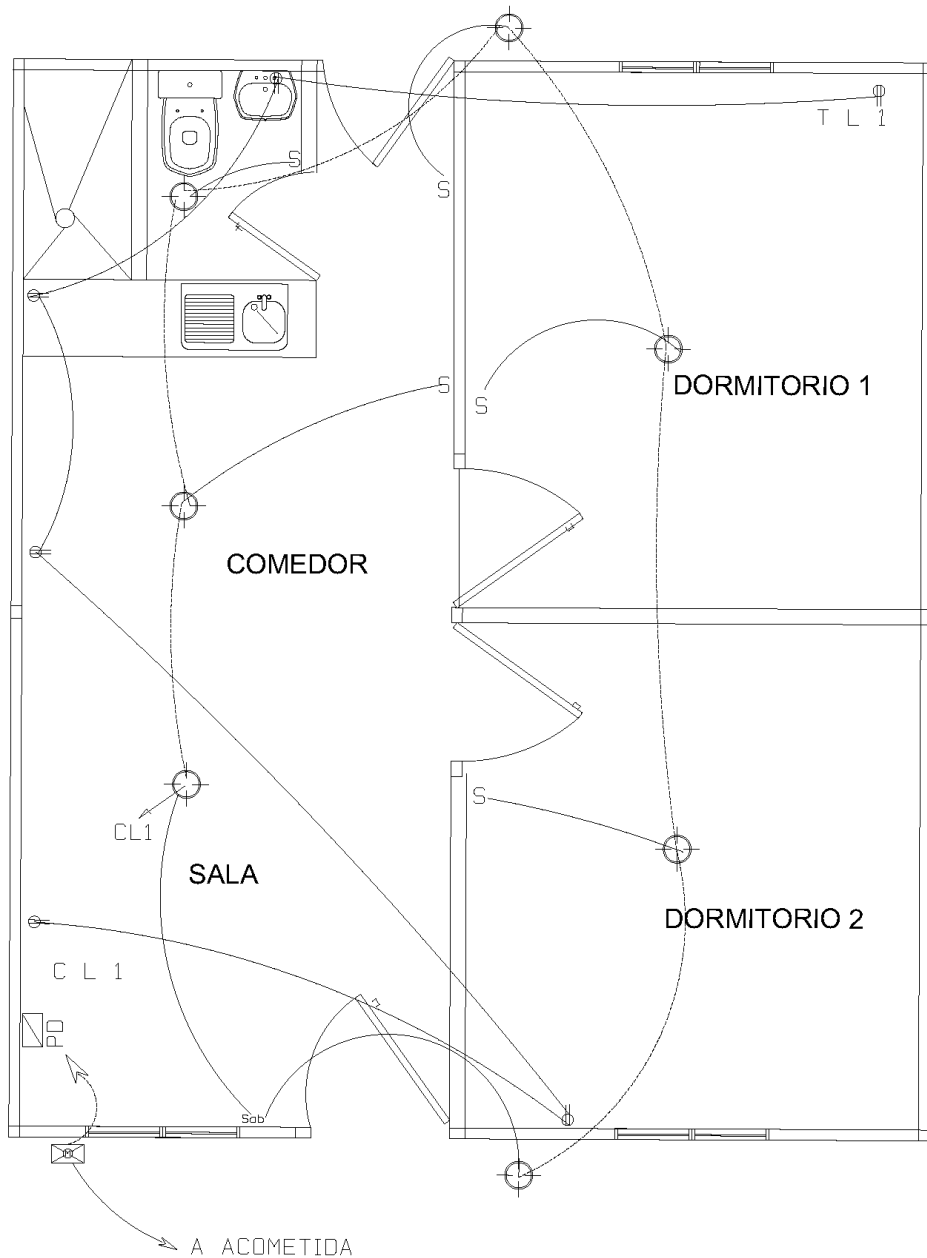 T L 1
S
S
DORMITORIO 1
S
S
COMEDOR
S
CL1
SALA
DORMITORIO 2
C L 1
PD
Sab
M
A ACOMETIDA